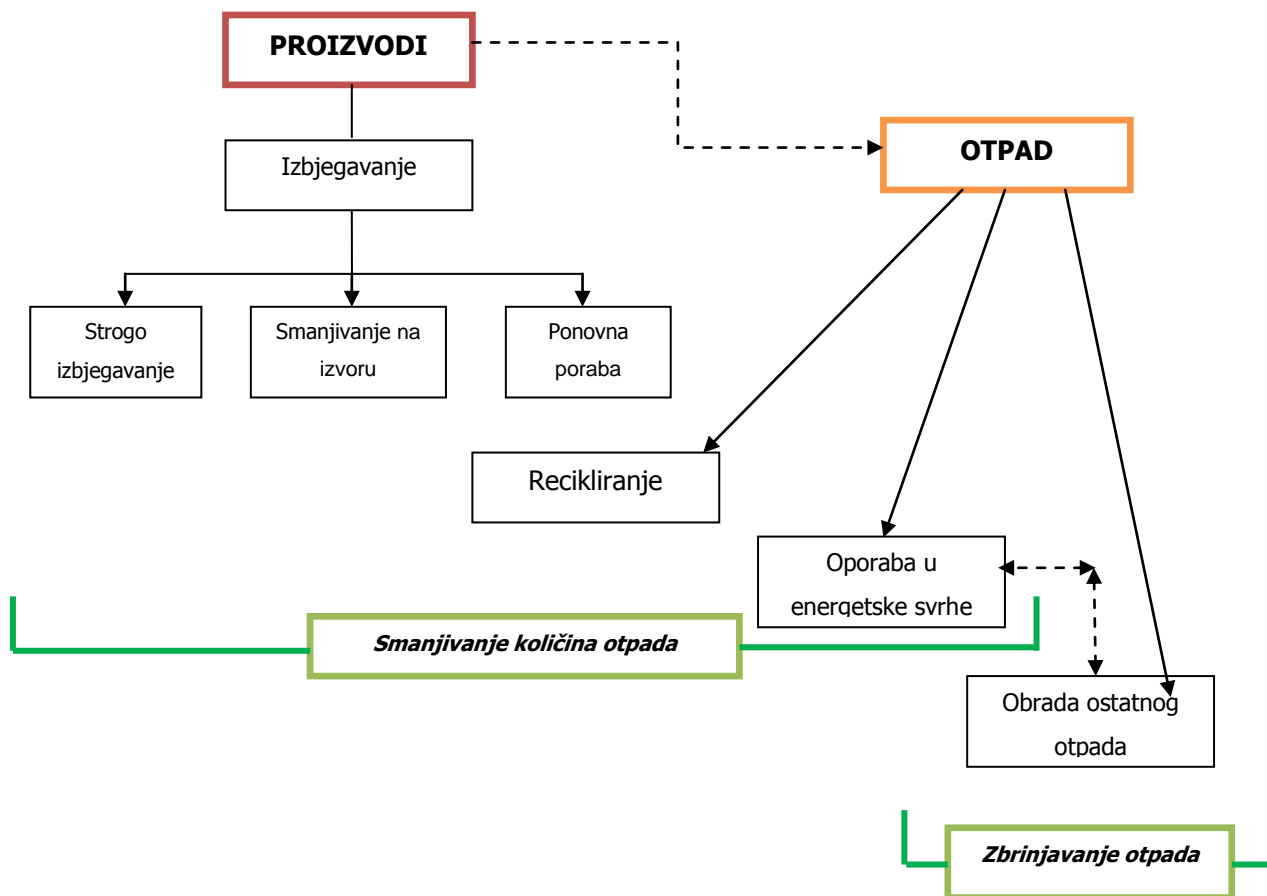 PROIZVODI
OTPAD
Izbjegavanje
Strogo
izbjegavanje
Smanjivanje na
izvoru
Ponovna
poraba
Recikliranje
Oporaba u
energetske svrhe
Smanjivanje količina otpada
Obrada ostatnog
otpada
Zbrinjavanje otpada